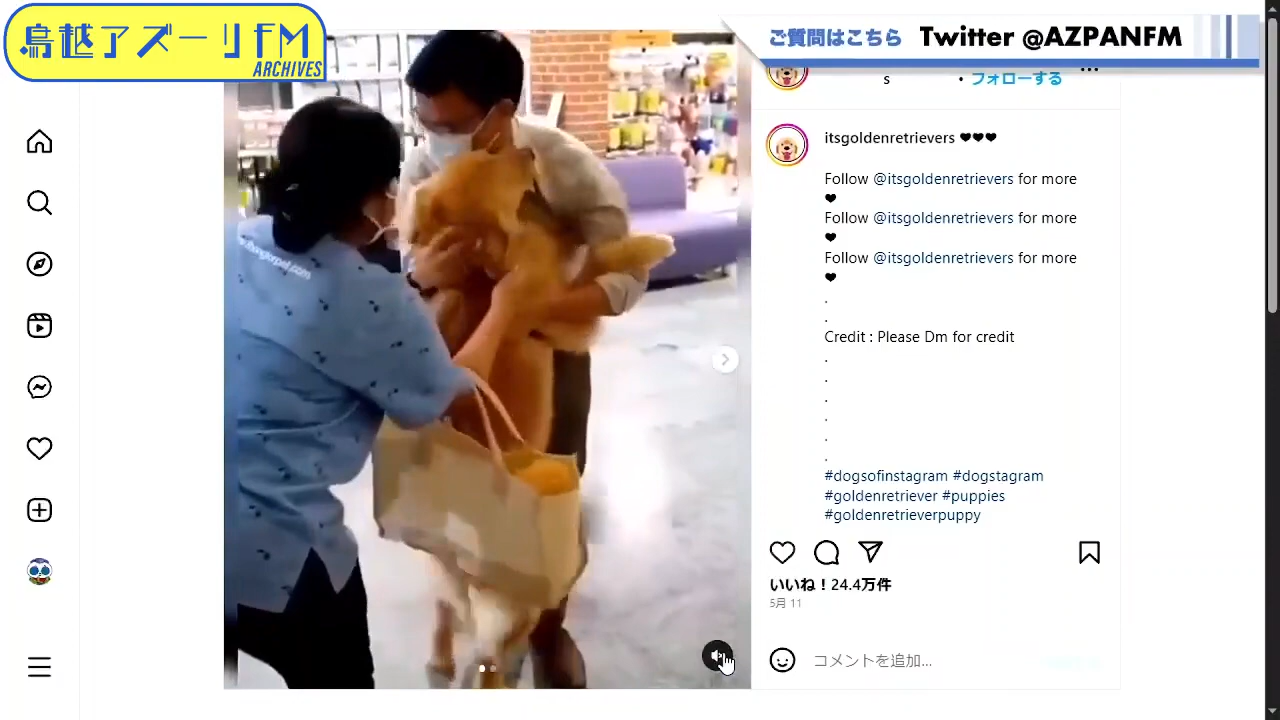 鳥越アズーリFM
ARCHIVES
ご質問はこちら Twitter @AZPANFM
s • フォローする
itsgoldenretrievers 🖤🖤🖤
Follow @itsgoldenretrievers for more
🖤
Follow @itsgoldenretrievers for more
🖤
Follow @itsgoldenretrievers for more
🖤
.
.
Credit : Please Dm for credit
.
.
.
.
.
.
#dogsofinstagram #dogstagram
#goldenretriever #puppies
#goldenretrieverpuppy
いいね！24.4万件
5月 11
コメントを追加...